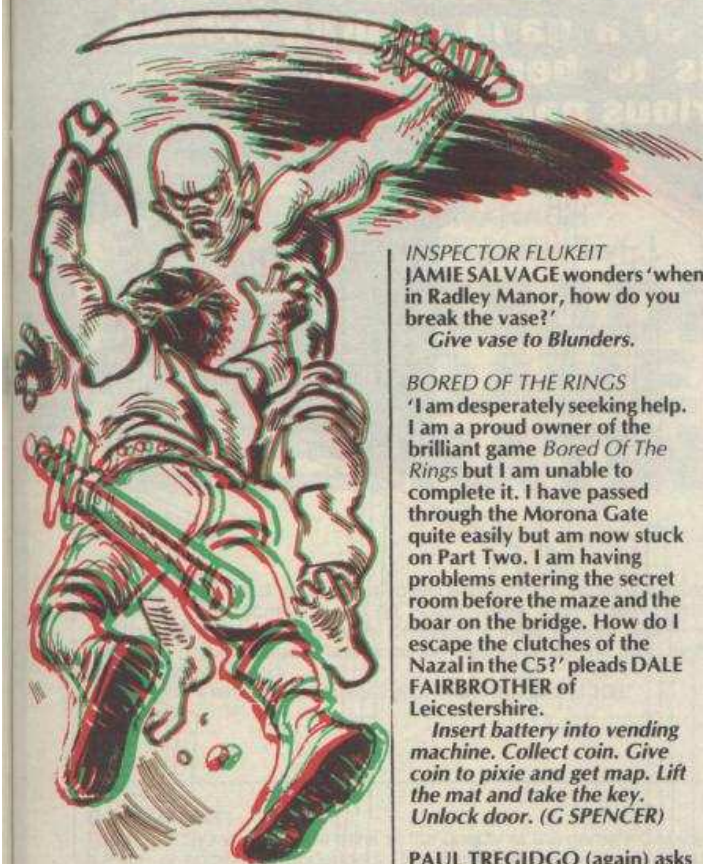 INSPECTOR FLUKEIT
JAMIE SALVAGE wonders 'when
in Radley Manor, how do you
break the vase?'
Give vase to Blunders.
BORED OF THE RINGS
'I am desperately seeking help.
I am a proud owner of the
brilliant game Bored Of The
Rings but I am unable to
complete it. I have passed
through the Morona Gate
quite easily but am now stuck
on Part Two. I am having
problems entering the secret
room before the maze and the
boar on the bridge. How do I
escape the clutches of the
Nazal in the C5?' pleads DALE
FAIRBROTHER of
Leicestershire.
Insert battery into vending
machine. Collect coin. Give
coin to pixie and get map. Lift
the mat and take the key.
Unlock door. (G SPENCER)
PAUL TREGIDGO (again) asks